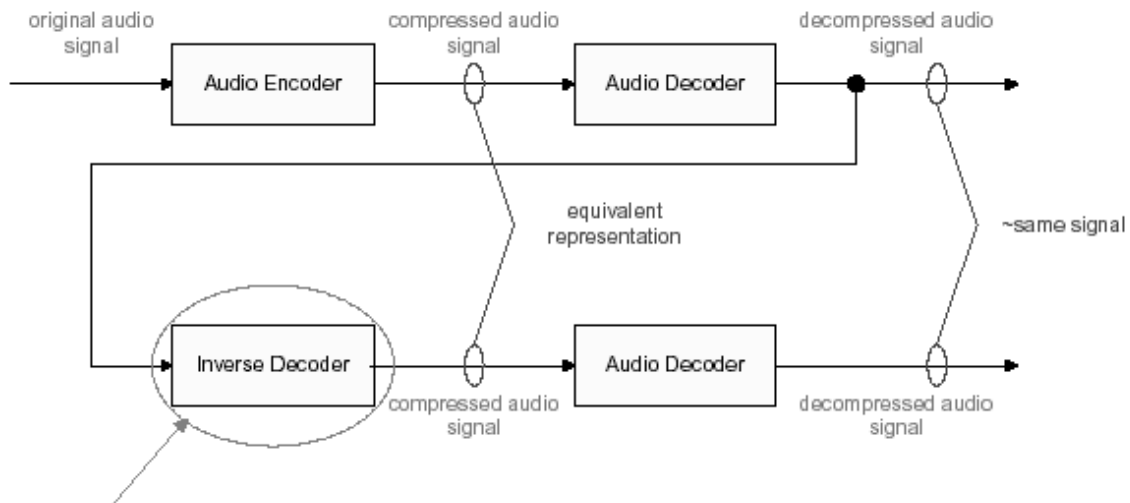 original audio
signal
compressed audio
signal
decompressed audio
signal
Audio Encoder
Audio Decoder
equivalent
representation
~same signal
Inverse Decoder
Audio Decoder
compressed audio
signal
decompressed audio
signal